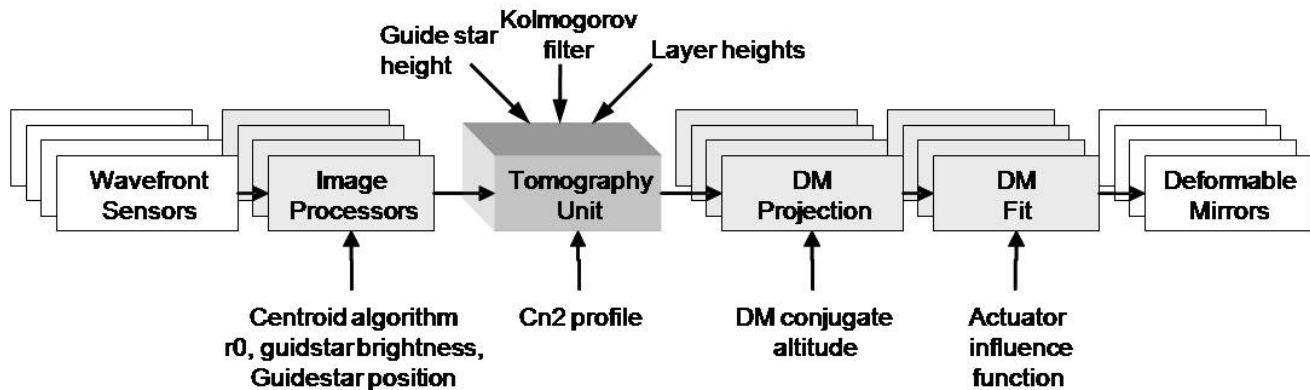 Kolmogorov
filter
Guide star
height
Layer heights
Wavefront
Sensors
Image
Processors
Tomography
Unit
DM
Projection
DM
Fit
Deformable
Mirrors
Centroid algorithm
r0, guidstar brightness,
Guidestar position
Cn2 profile
DM conjugate
altitude
Actuator
influence
function